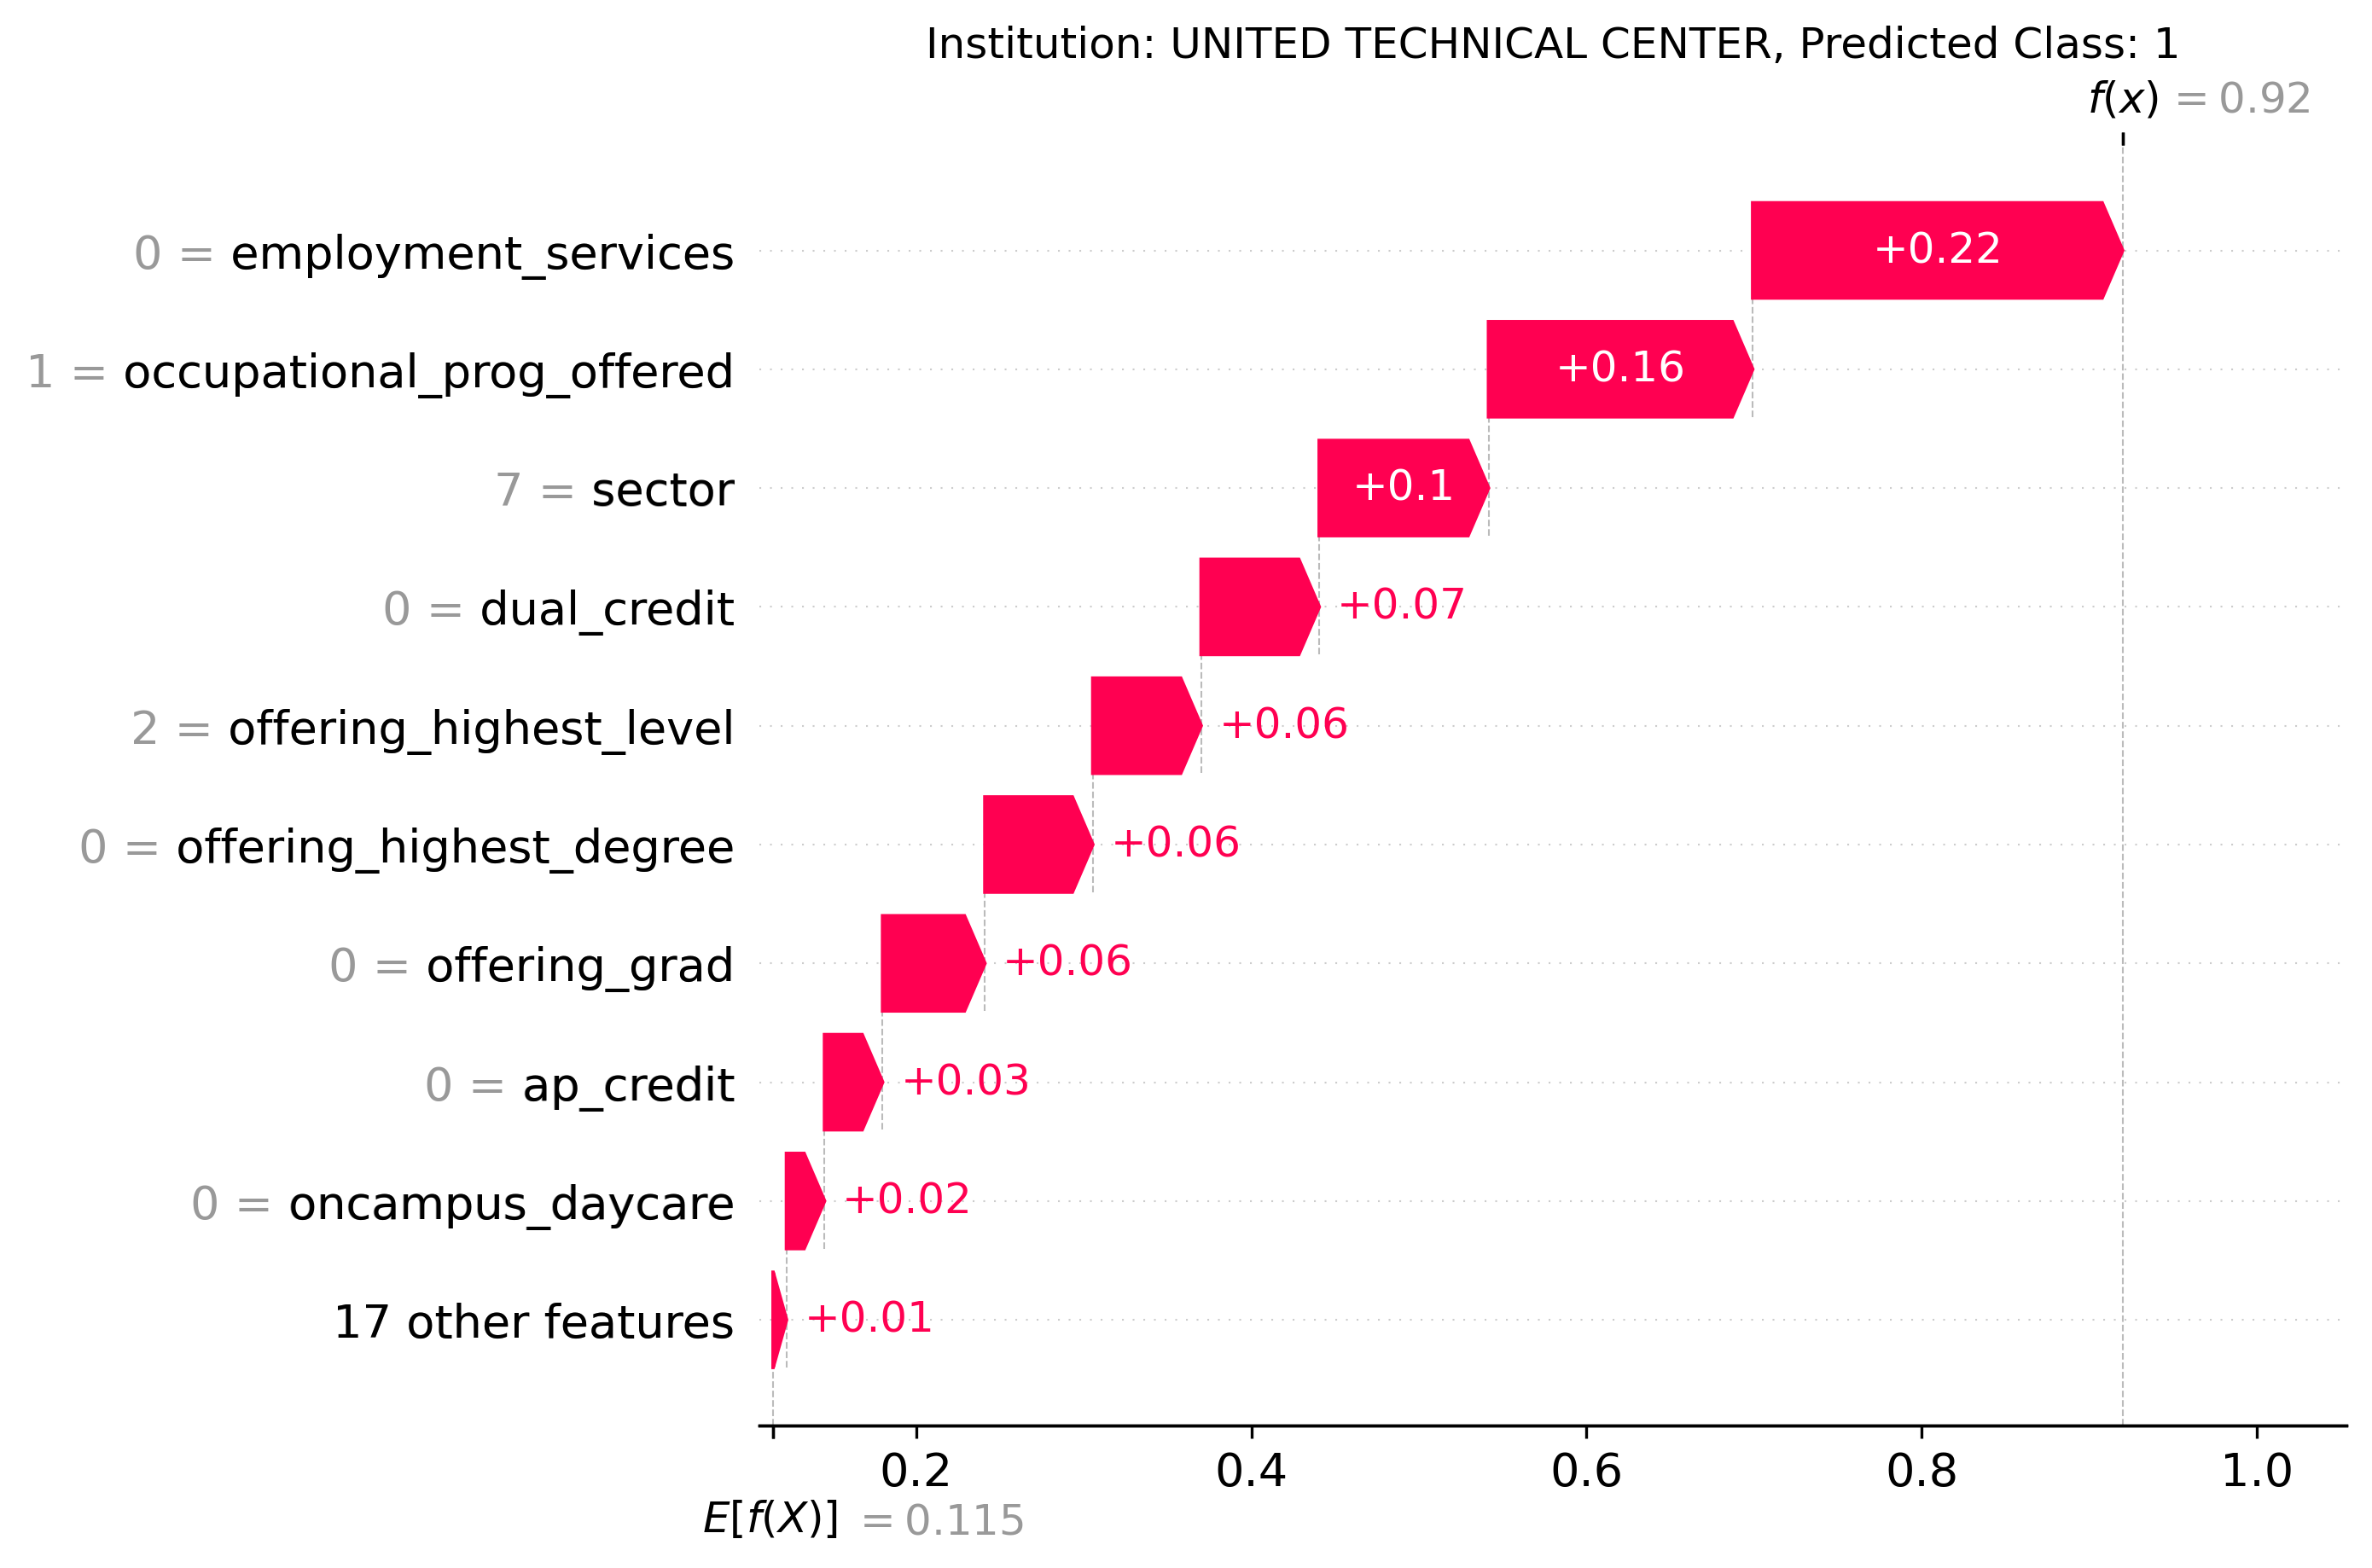 Institution: UNITED TECHNICAL CENTER, Predicted Class: 1
f(x) = 0.92
0 = employment_services +0.22
1 = occupational_prog_offered +0.16
7 = sector +0.1
0 = dual_credit +0.07
2 = offering_highest_level +0.06
0 = offering_highest_degree +0.06
0 = offering_grad +0.06
0 = ap_credit +0.03
0 = oncampus_daycare +0.02
17 other features +0.01
0.2 0.4 0.6 0.8 1.0
E[f(X)] = 0.115